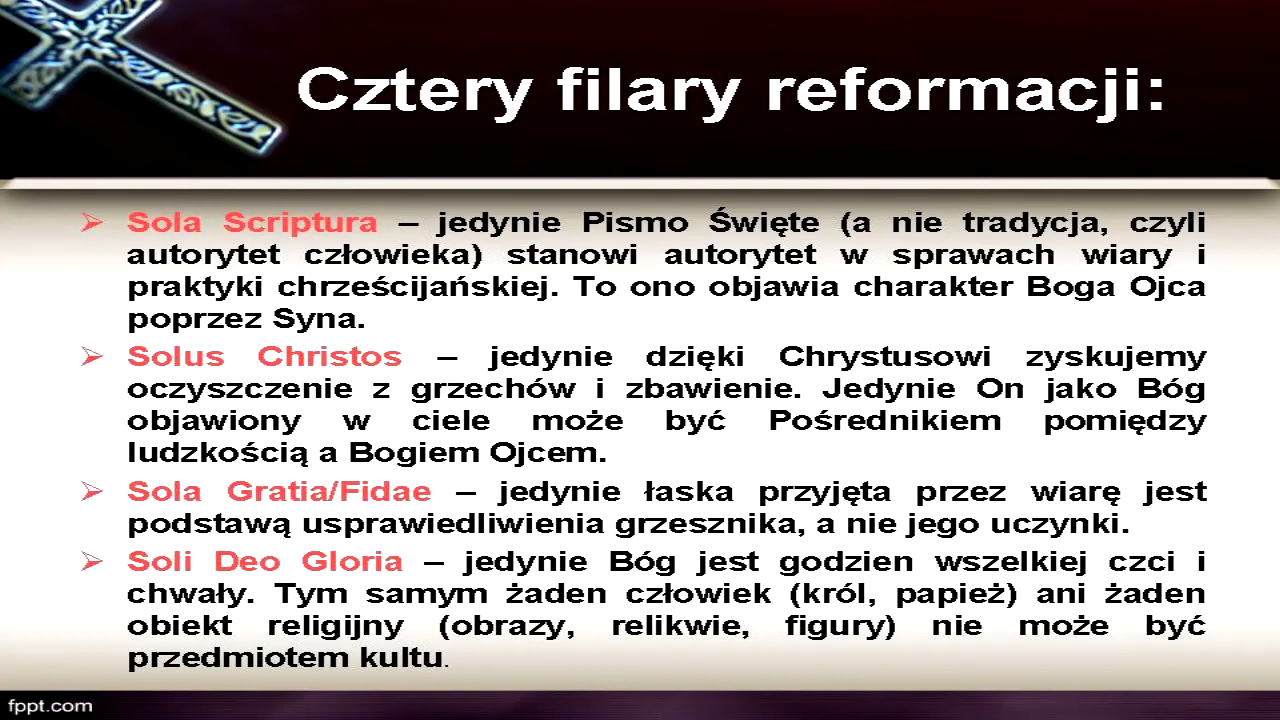 Cztery filary reformacji:
➢ Sola Scriptura – jedynie Pismo Święte (a nie tradycja, czyli
autorytet człowieka) stanowi autorytet w sprawach wiary i
praktyki chrześcijańskiej. To ono objawia charakter Boga Ojca
poprzez Syna.
➢ Solus Christos – jedynie dzięki Chrystusowi zyskujemy
oczyszczenie z grzechów i zbawienie. Jedynie On jako Bóg
objawiony w ciele może być Pośrednikiem pomiędzy
ludzkością a Bogiem Ojcem.
➢ Sola Gratia/Fidae – jedynie łaska przyjęta przez wiarę jest
podstawą usprawiedliwienia grzesznika, a nie jego uczynki.
➢ Soli Deo Gloria – jedynie Bóg jest godzien wszelkiej czci i
chwały. Tym samym żaden człowiek (król, papież) ani żaden
obiekt religijny (obrazy, relikwie, figury) nie może być
przedmiotem kultu.
fppt.com